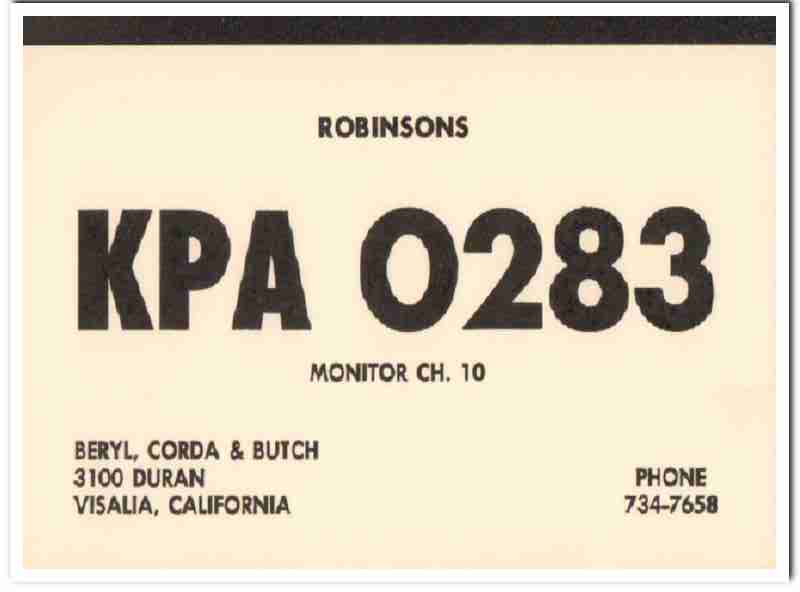 ROBINSONS
KPA 0283
MONITOR CH. 10
BERYL, CORDA & BUTCH
3100 DURAN
VISALIA, CALIFORNIA
PHONE
734-7658